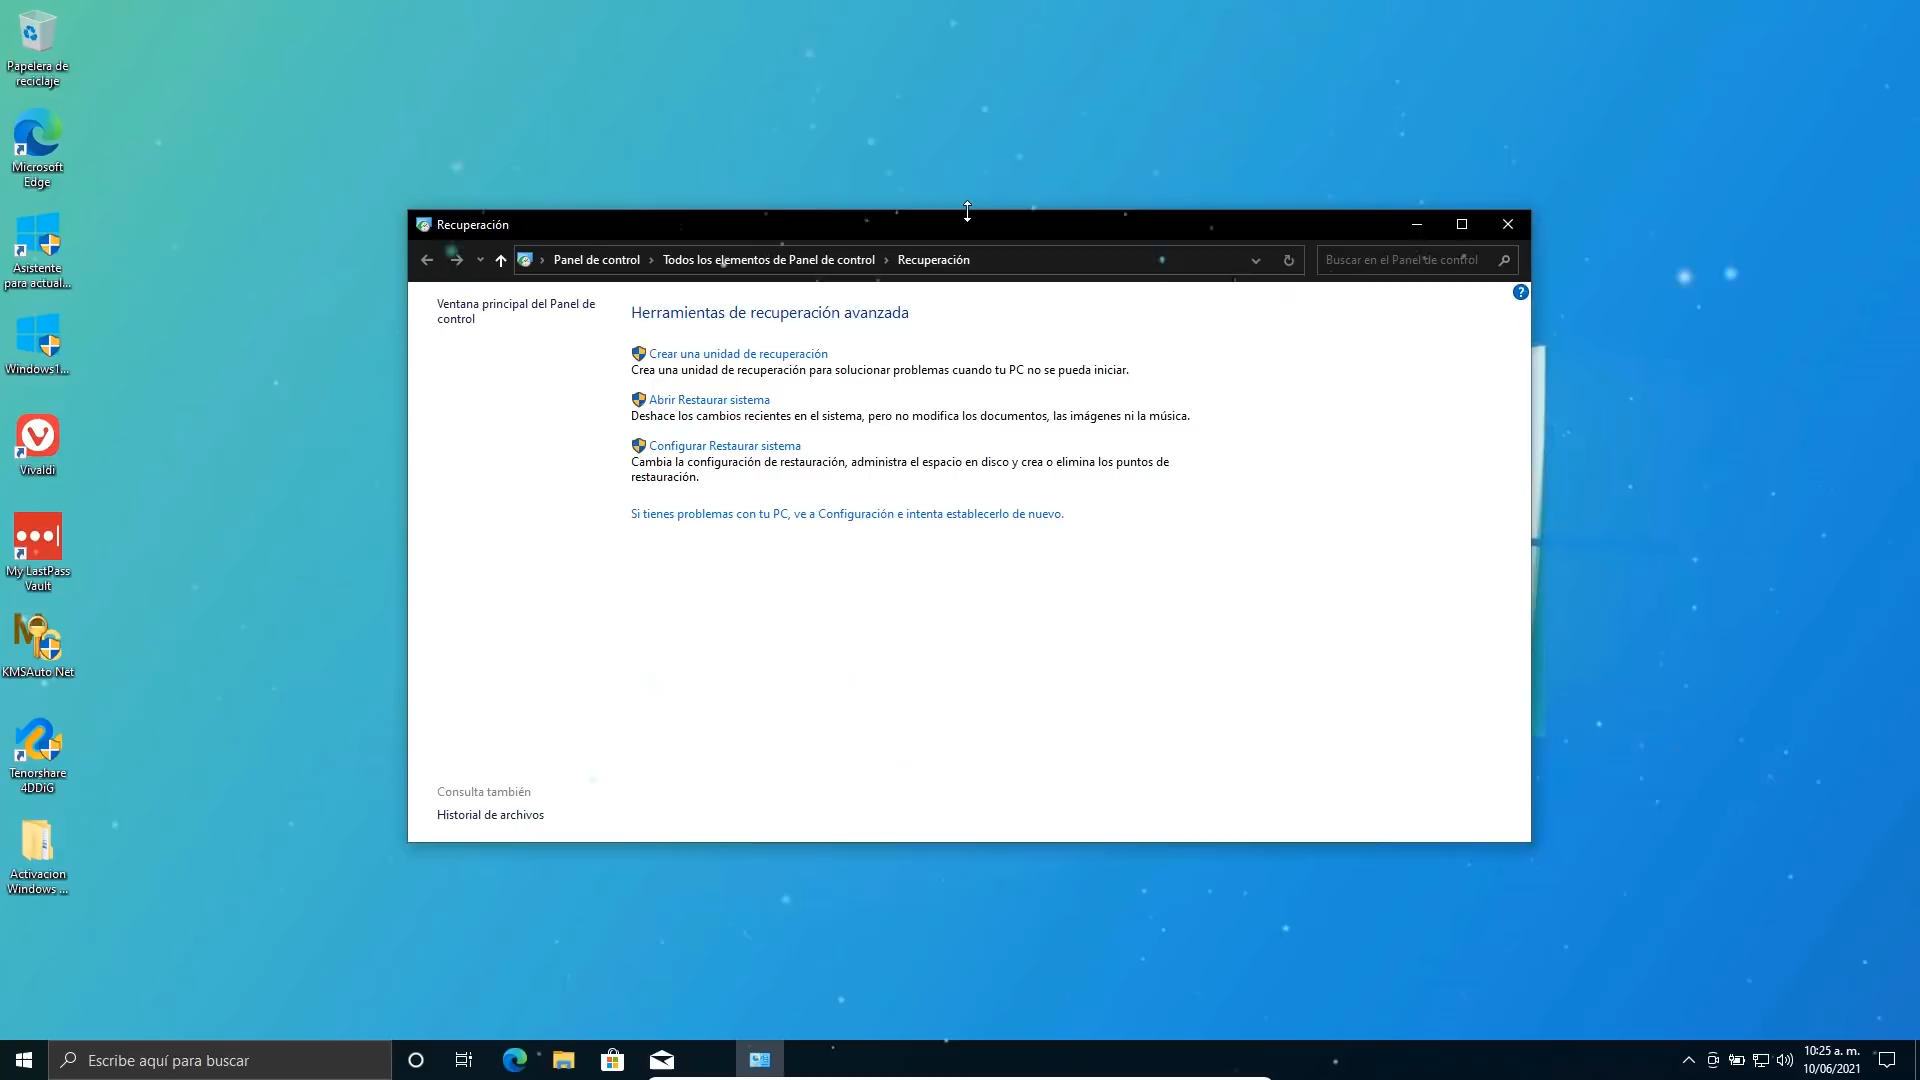 Papelera de
reciclaje
Microsoft
Edge
Asistente
para actual...
Windows1...
Vivaldi
My LastPass
Vault
KMSAuto Net
Tenorshare
4DDiG
Activacion
Windows ...
Recuperación
Panel de control
Todos los elementos de Panel de control
Recuperación
Buscar en el Panel de control
Ventana principal del Panel de
control
Herramientas de recuperación avanzada
Crear una unidad de recuperación
Crea una unidad de recuperación para solucionar problemas cuando tu PC no se pueda iniciar.
Abrir Restaurar sistema
Deshace los cambios recientes en el sistema, pero no modifica los documentos, las imágenes ni la música.
Configurar Restaurar sistema
Cambia la configuración de restauración, administra el espacio en disco y crea o elimina los puntos de
restauración.
Si tienes problemas con tu PC, ve a Configuración e intenta establecerlo de nuevo.
Consulta también
Historial de archivos
Escribe aquí para buscar
10:25 a. m.
10/06/2021